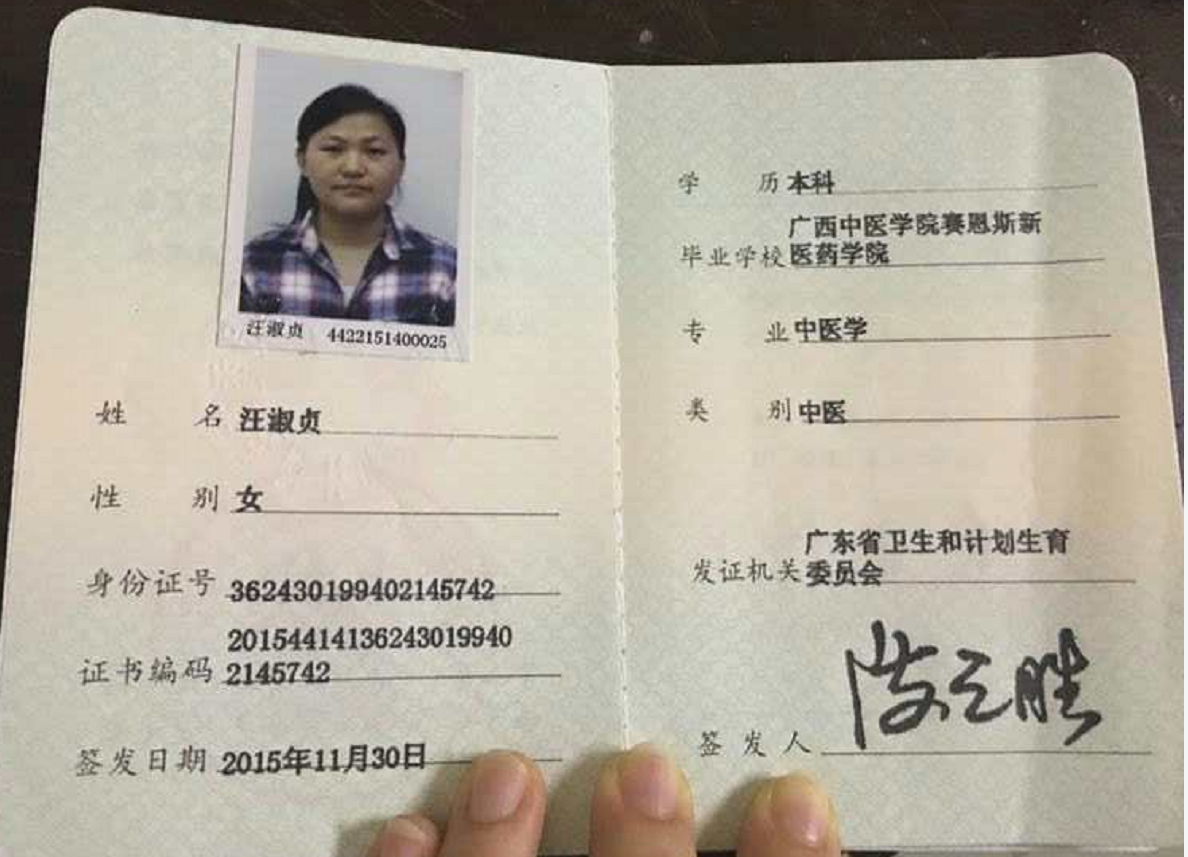 汪淑贞 4422151400025
姓名 汪淑贞
性别 女
身份证号 362430199402145742
20154414136243019940
证书编码 2145742
签发日期 2015年11月30日
学历 本科
广西中医学院赛恩斯新
毕业学校 医药学院
专业 中医学
类别 中医
广东省卫生和计划生育
发证机关 委员会
签发人